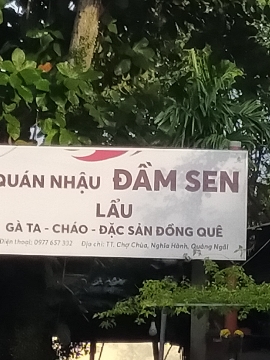 QUÁN NHẬU ĐẦM SEN
LẨU
GÀ TA - CHÁO - ĐẶC SẢN ĐỒNG QUÊ
Điện thoại: 0977 657 332 Địa chỉ: TT, Chợ Chùa, Nghĩa Hành, Quảng Ngãi